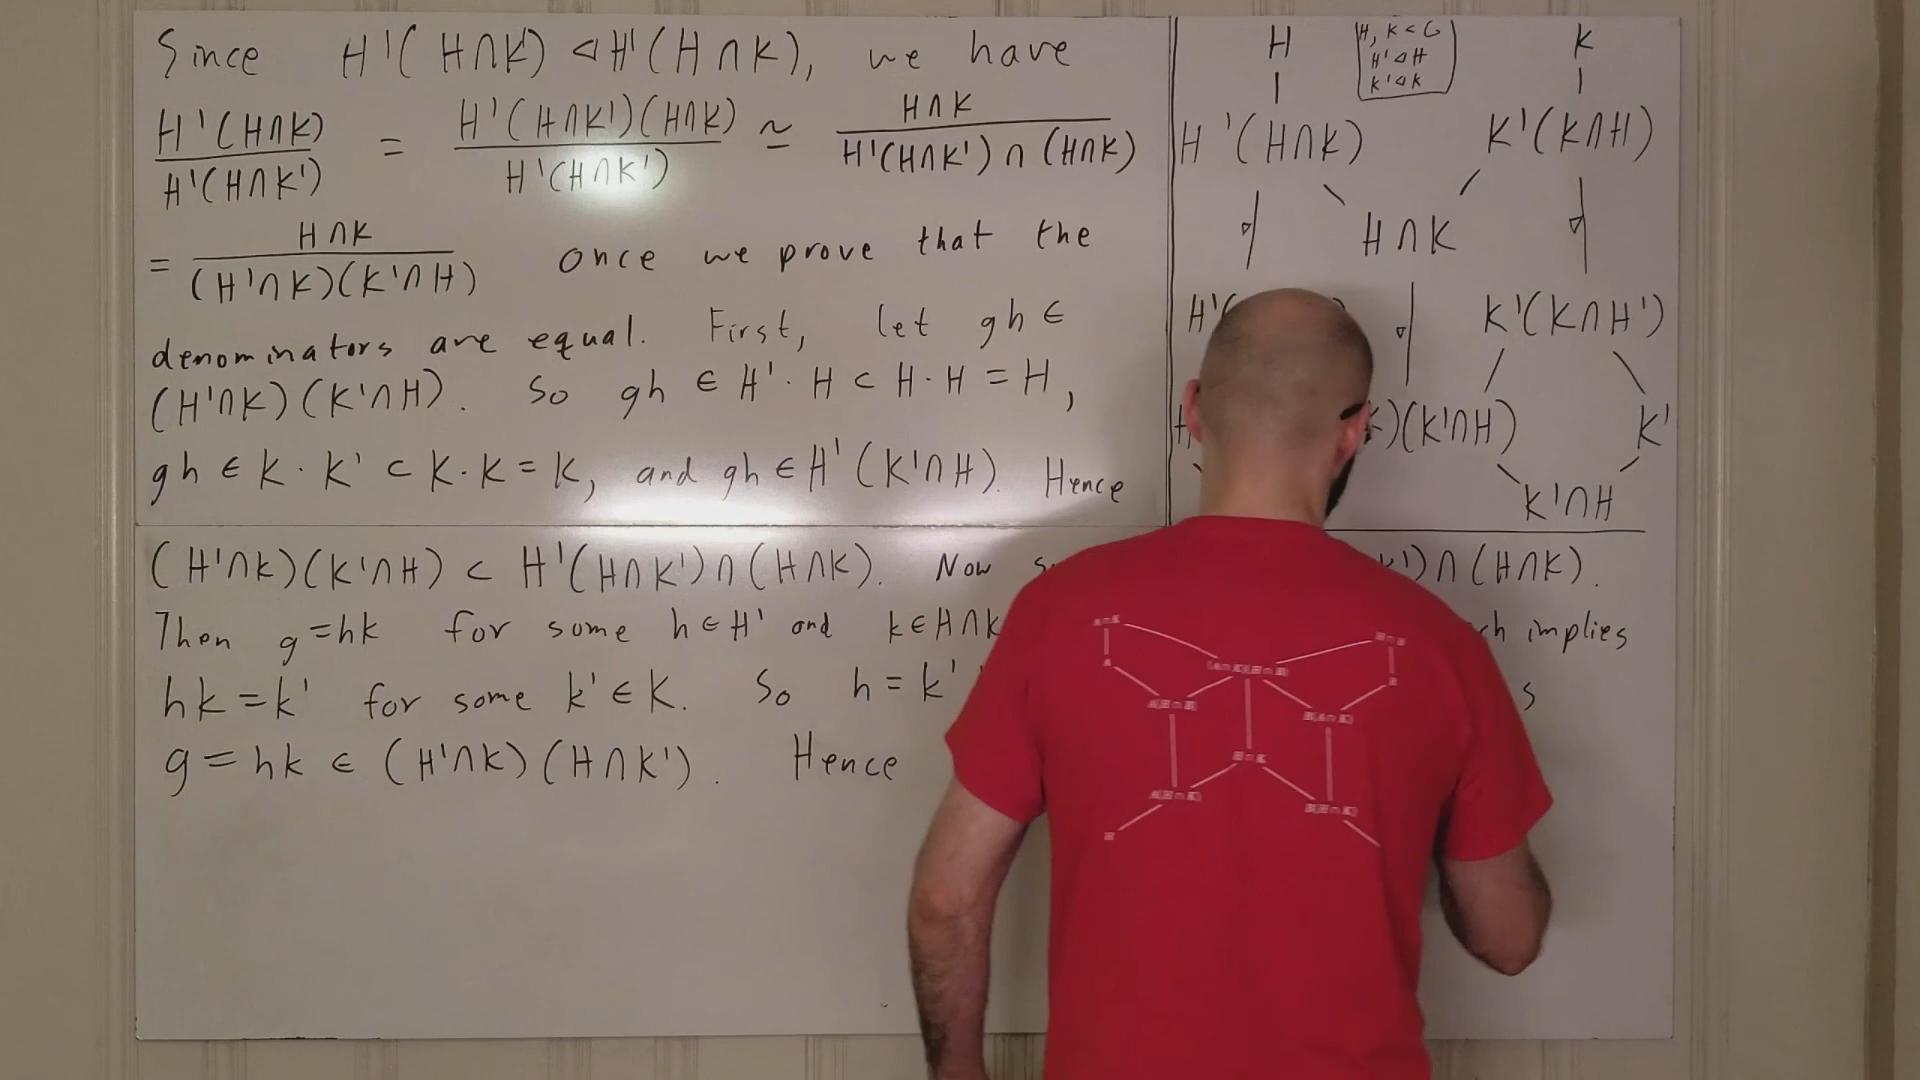 Since H'(H∩K') ◁ H'(H∩K), we have
H'(H∩K) / H'(H∩K') = H'(H∩K')(H∩K) / H'(H∩K') ≃ H∩K / H'(H∩K')∩(H∩K)
= H∩K / (H'∩K)(K'∩H) once we prove that the
denominators are equal. First, let gh ∈
(H'∩K)(K'∩H). So gh ∈ H'·H ⊂ H·H = H,
gh ∈ K·K' ⊂ K·K = K, and gh ∈ H'(K'∩H). Hence
(H'∩K)(K'∩H) ⊂ H'(H∩K')∩(H∩K). Now ')∩(H∩K).
Then g=hk for some h∈H' and k∈H∩K implies
hk = k' for some k' ∈ K. So h = k'
g = hk ∈ (H'∩K)(H∩K'). Hence
H
H, K < G
H' ◁ H
K' ◁ K
K
H'(H∩K) K'(K∩H)
H∩K
H'( K'(K∩H')
)(K'∩H) K'
K'∩H